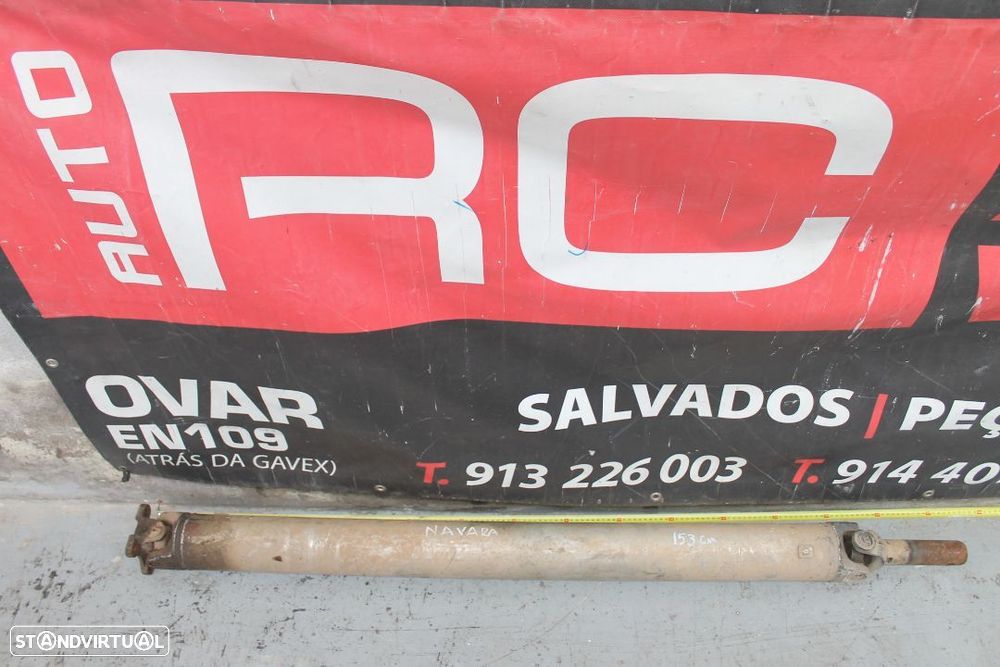 AUTO
RC
OVAR
EN109
(ATRÁS DA GAVEX)
SALVADOS | PEÇ
T. 913 226 003
T. 914 40
NAVARA
153 cm
STANDVIRTUAL